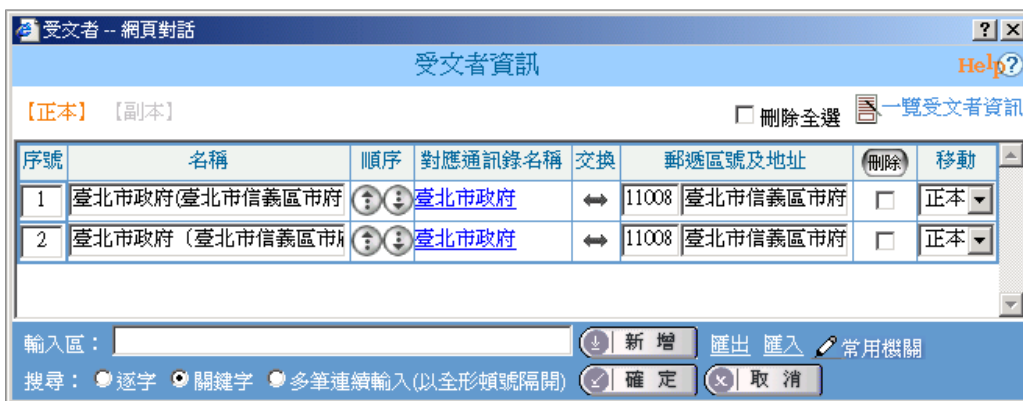 受文者 -- 網頁對話
受文者資訊 Help
【正本】 【副本】 刪除全選 一覽受文者資訊
序號 名稱 順序 對應通訊錄名稱 交換 郵遞區號及地址 刪除 移動
1 臺北市政府(臺北市信義區市府 臺北市政府 11008 臺北市信義區市府 正本
2 臺北市政府〔臺北市信義區市 臺北市政府 11008 臺北市信義區市府 正本
輸入區： 新增 匯出 匯入 常用機關
搜尋： 逐字 關鍵字 多筆連續輸入(以全形頓號隔開) 確定 取消